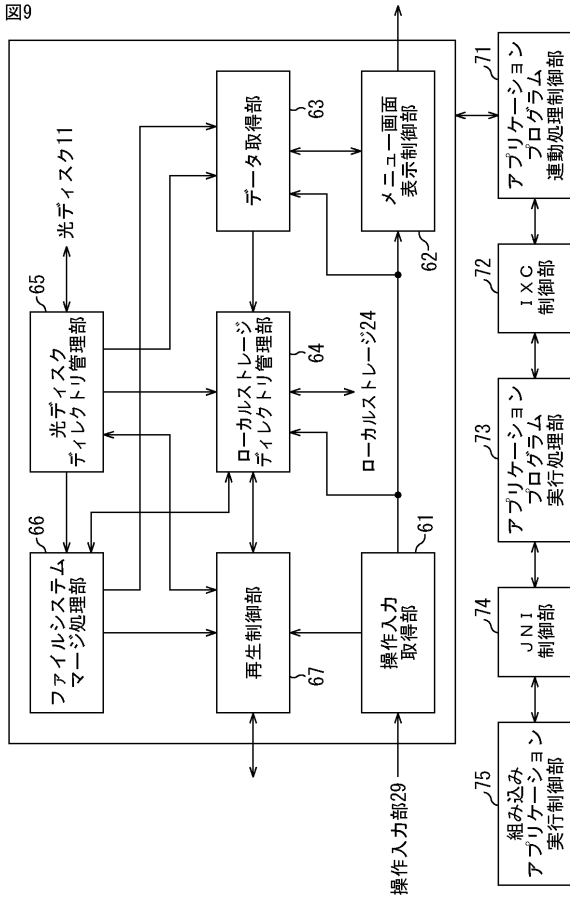 図9
66
ファイルシステム
マージ処理部
65
光ディスク
ディレクトリ管理部
光ディスク11
67
再生制御部
64
ローカルストレージ
ディレクトリ管理部
63
データ取得部
ローカルストレージ24
操作入力部29
61
操作入力
取得部
62
メニュー画面
表示制御部
75
組み込み
アプリケーション
実行制御部
74
JNI
制御部
73
アプリケーション
プログラム
実行処理部
72
IXC
制御部
71
アプリケーション
プログラム
連動処理制御部